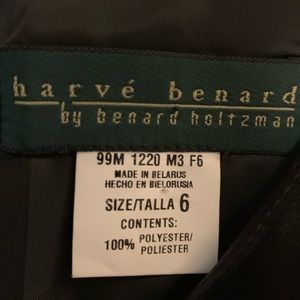 harvé benard
by benard holtzman
99M 1220 M3 F6
MADE IN BELARUS
HECHO EN BIELORUSIA
SIZE/TALLA 6
CONTENTS:
100% POLYESTER/
POLIESTER